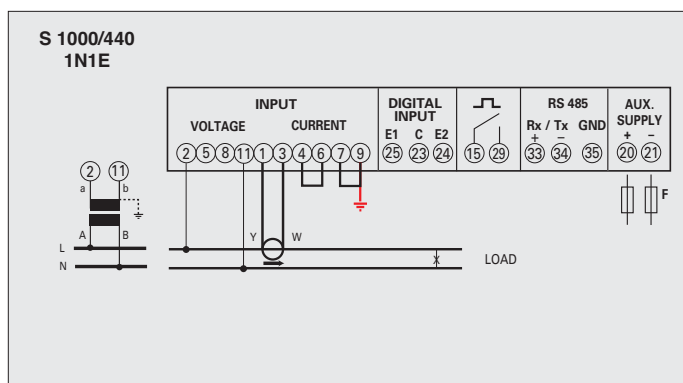 S 1000/440
1N1E
INPUT
VOLTAGE
CURRENT
DIGITAL
INPUT
E1 C E2
RS 485
Rx / Tx GND
+ –
AUX.
SUPPLY
+ –
2 5 8 11 1 3 4 6 7 9
25 23 24
15 29
33 34 35
20 21
2 11
a b
A B
L
N
Y W
X
LOAD
F